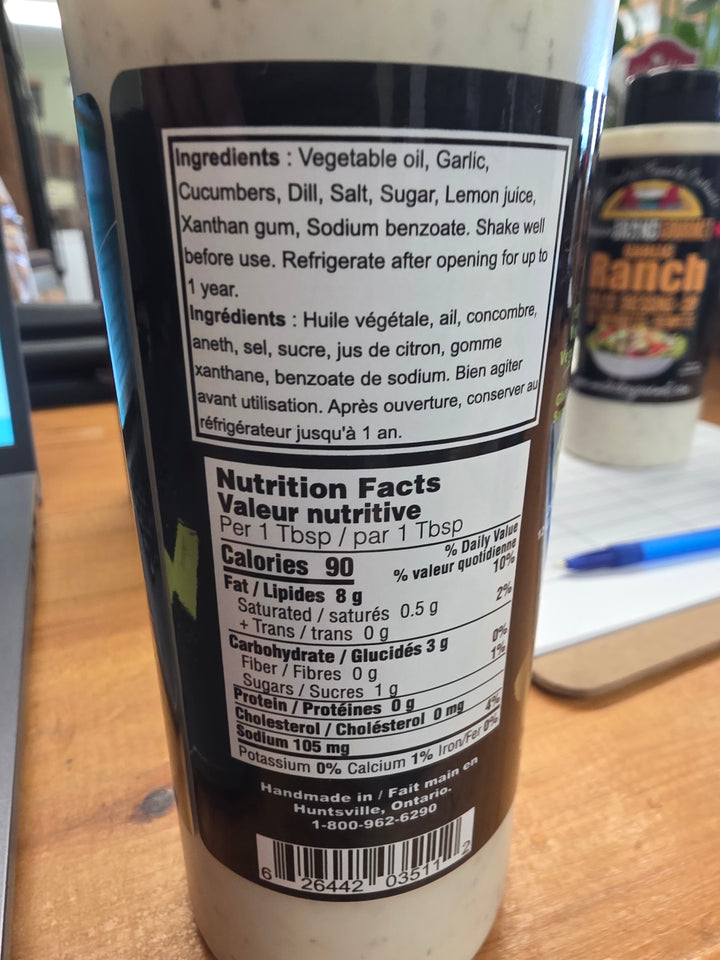 Ingredients : Vegetable oil, Garlic,
Cucumbers, Dill, Salt, Sugar, Lemon juice,
Xanthan gum, Sodium benzoate. Shake well
before use. Refrigerate after opening for up to
1 year.
Ingrédients : Huile végétale, ail, concombre,
aneth, sel, sucre, jus de citron, gomme
xanthane, benzoate de sodium. Bien agiter
avant utilisation. Après ouverture, conserver au
réfrigérateur jusqu'à 1 an.
Nutrition Facts
Valeur nutritive
Per 1 Tbsp / par 1 Tbsp
% Daily Value
Calories 90
% valeur quotidienne
Fat / Lipides 8 g 10%
Saturated / saturés 0.5 g 2%
+ Trans / trans 0 g
Carbohydrate / Glucidés 3 g
Fiber / Fibres 0 g 0%
Sugars / Sucres 1 g 1%
Protein / Protéines 0 g
Cholesterol / Choléstérol 0 mg
Sodium 105 mg 4%
Potassium 0% Calcium 1% Iron/Fer 0%
Handmade in / Fait main en
Huntsville, Ontario.
1-800-962-6290
6 26442 03511 2
Ranch